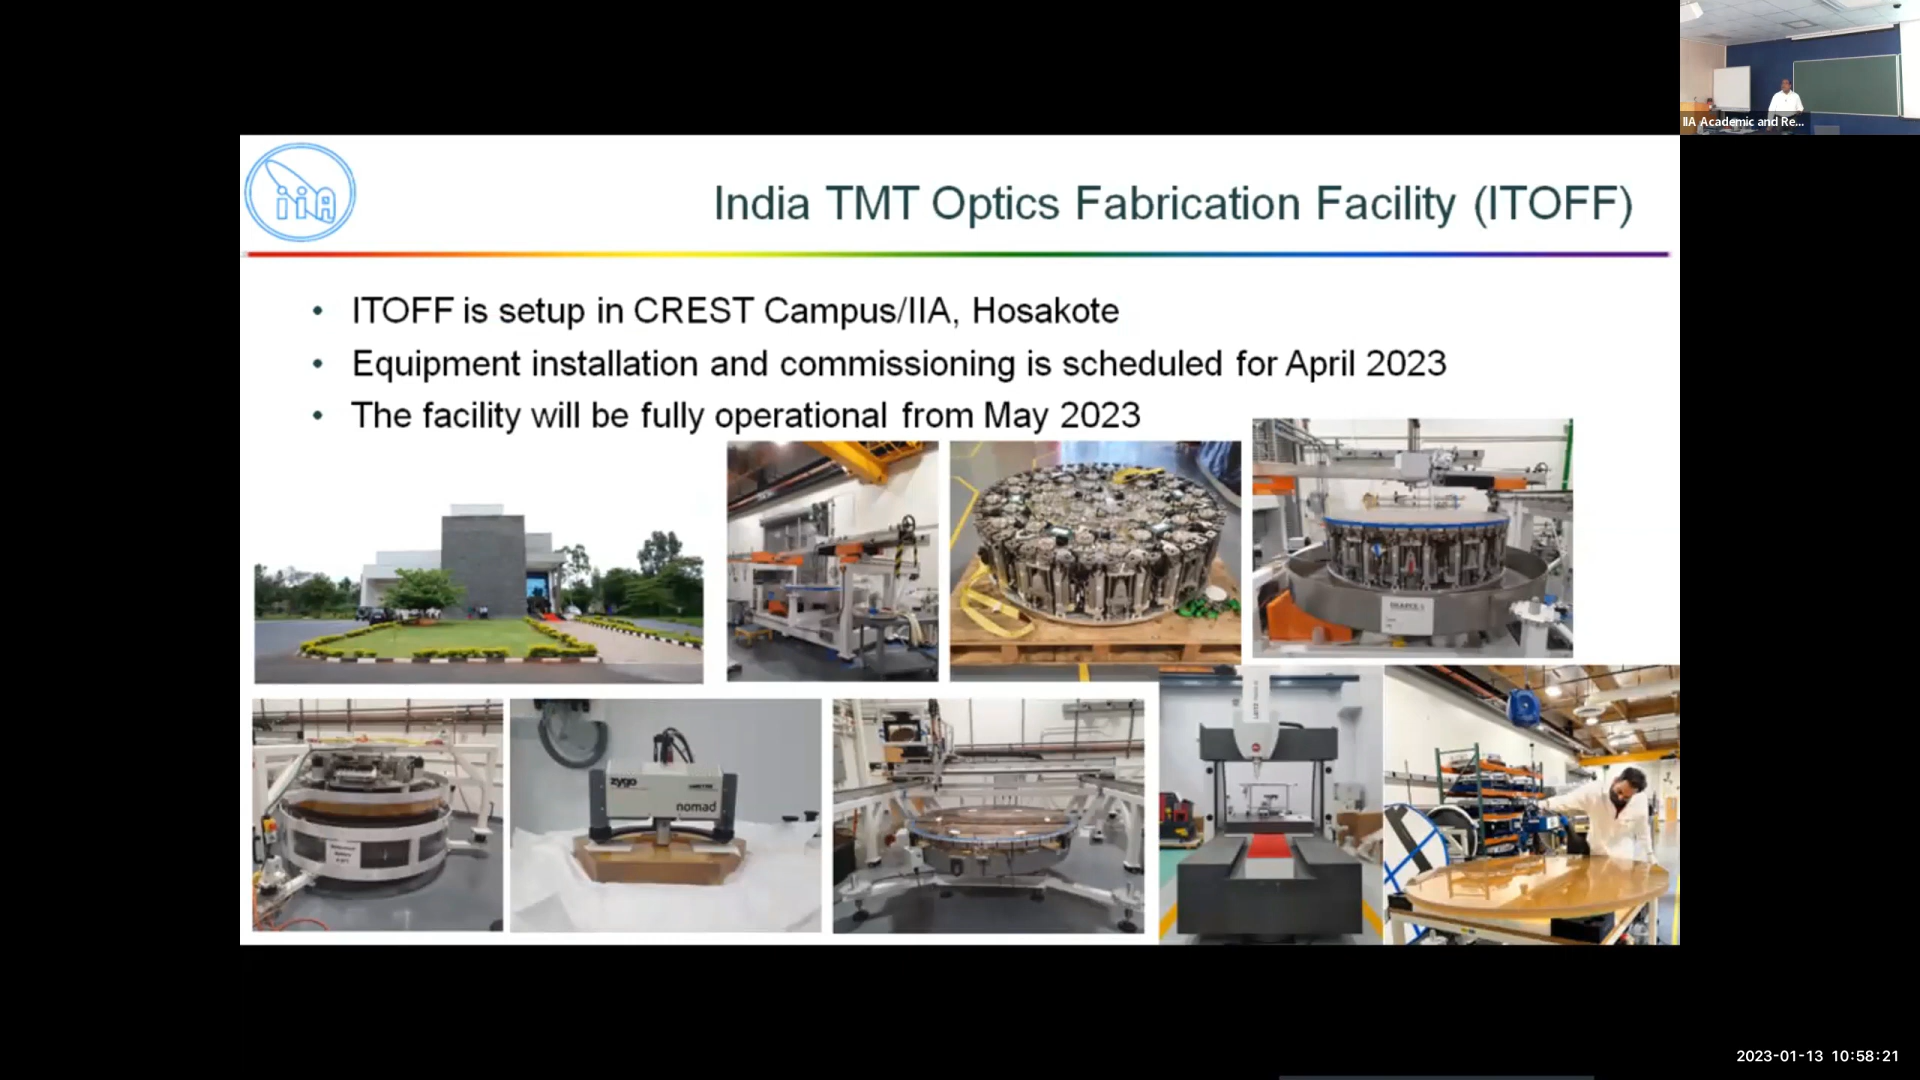 IIA Academic and Re...
iiA
India TMT Optics Fabrication Facility (ITOFF)
• ITOFF is setup in CREST Campus/IIA, Hosakote
• Equipment installation and commissioning is scheduled for April 2023
• The facility will be fully operational from May 2023
zygo
nomad
2023-01-13 10:58:21